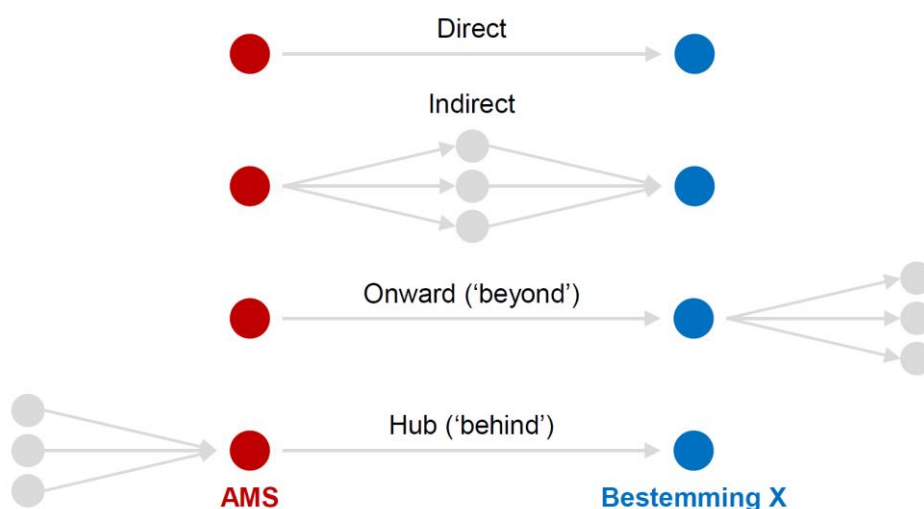 Direct
Indirect
Onward (‘beyond’)
Hub (‘behind’)
AMS
Bestemming X